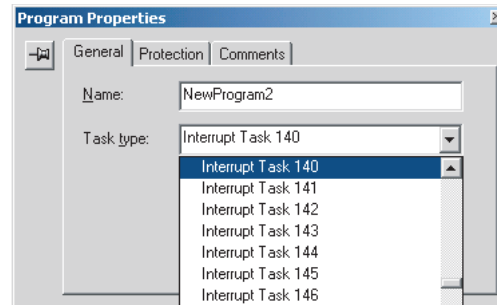 Program Properties
General Protection Comments
Name: NewProgram2
Task type: Interrupt Task 140
Interrupt Task 140
Interrupt Task 141
Interrupt Task 142
Interrupt Task 143
Interrupt Task 144
Interrupt Task 145
Interrupt Task 146